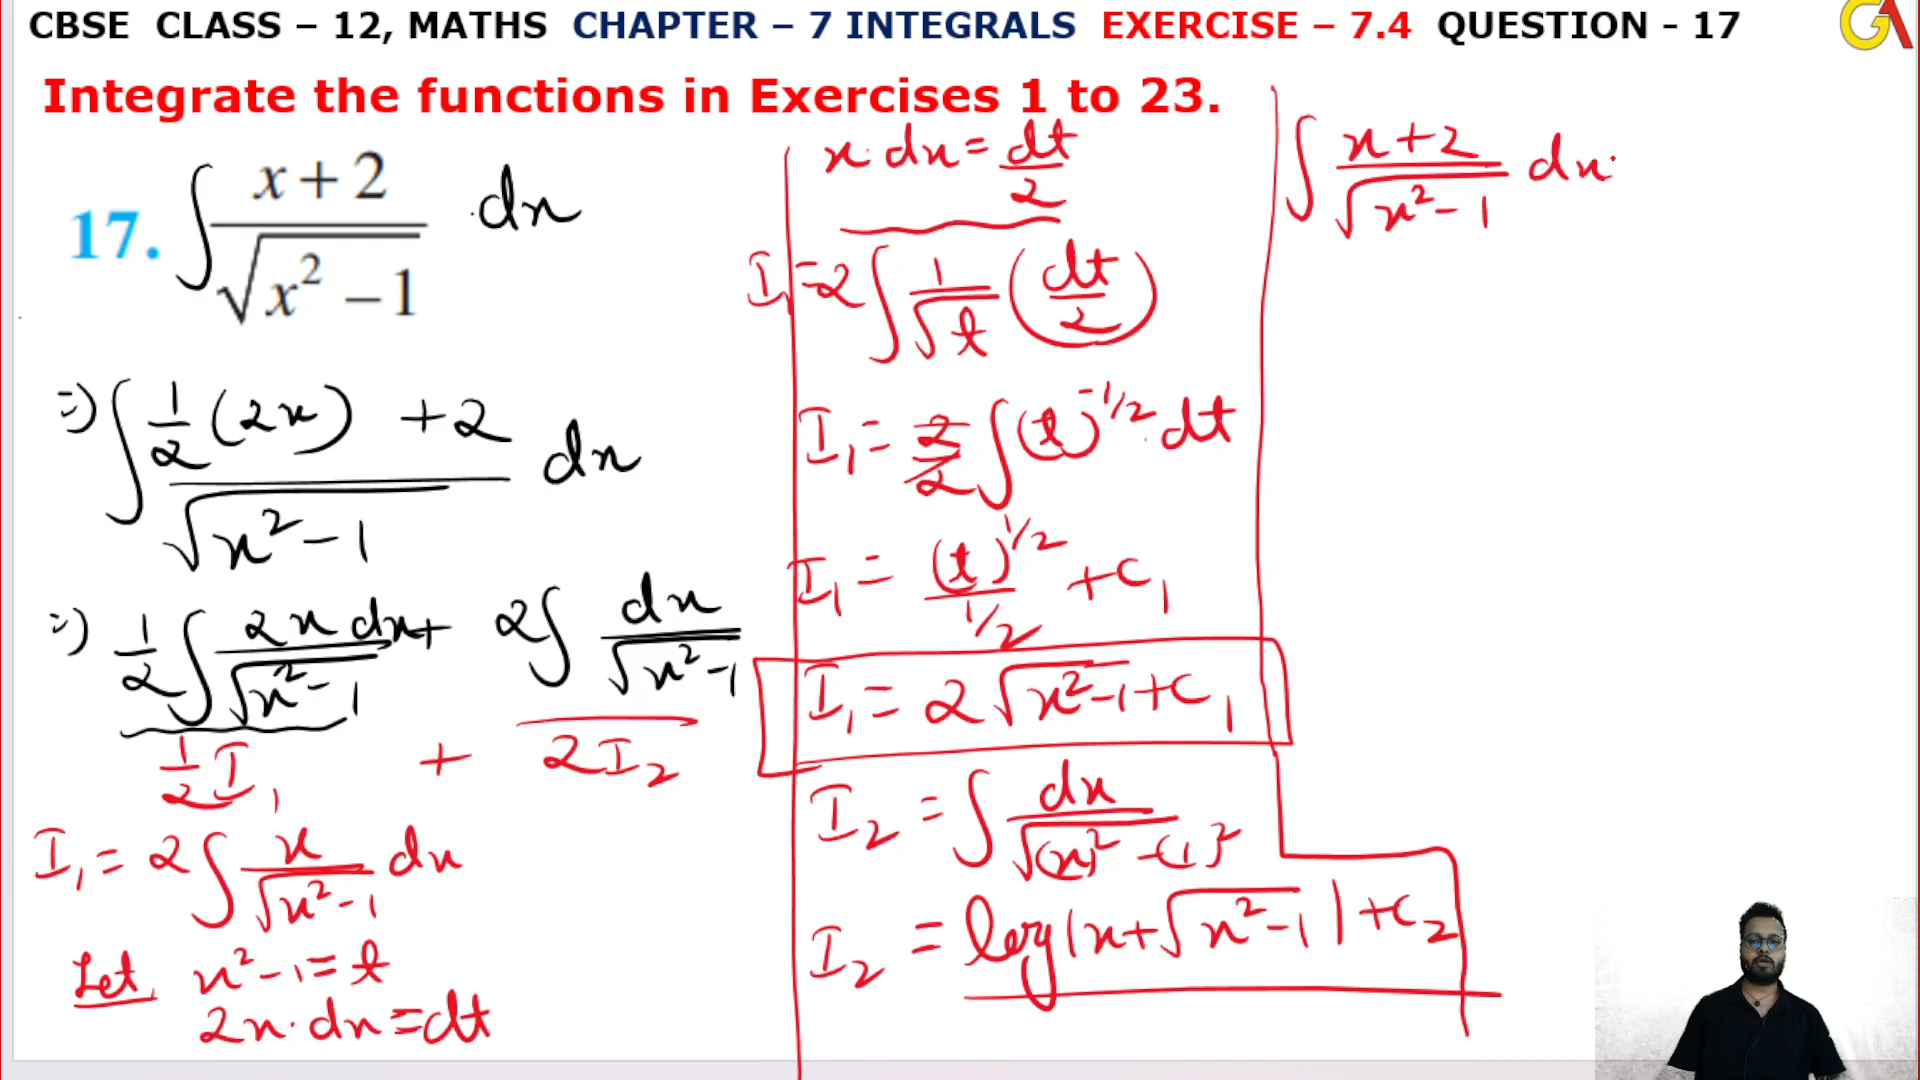 CBSE CLASS – 12, MATHS CHAPTER – 7 INTEGRALS EXERCISE – 7.4 QUESTION - 17
GA
Integrate the functions in Exercises 1 to 23.
17. ∫ (x + 2)/√(x² – 1) dx
⇒ ∫ (1/2 (2x) + 2)/√(x² – 1) dx
⇒ 1/2 ∫ 2x dx/√(x² – 1) + 2∫ dx/√(x² – 1)
1/2 I₁ + 2I₂
I₁ = 2 ∫ x/√(x² – 1) dx
Let x² – 1 = t
2x · dx = dt
x · dx = dt/2
I₁ = 2 ∫ 1/√t (dt/2)
I₁ = 2/2 ∫ (t)^(-1/2) · dt
I₁ = (t)^(1/2)/(1/2) + C₁
I₁ = 2 √(x² – 1) + C₁
I₂ = ∫ dx/√((x)² – (1)²)
I₂ = log|x + √(x² – 1)| + C₂
∫ (x + 2)/√(x² – 1) dx